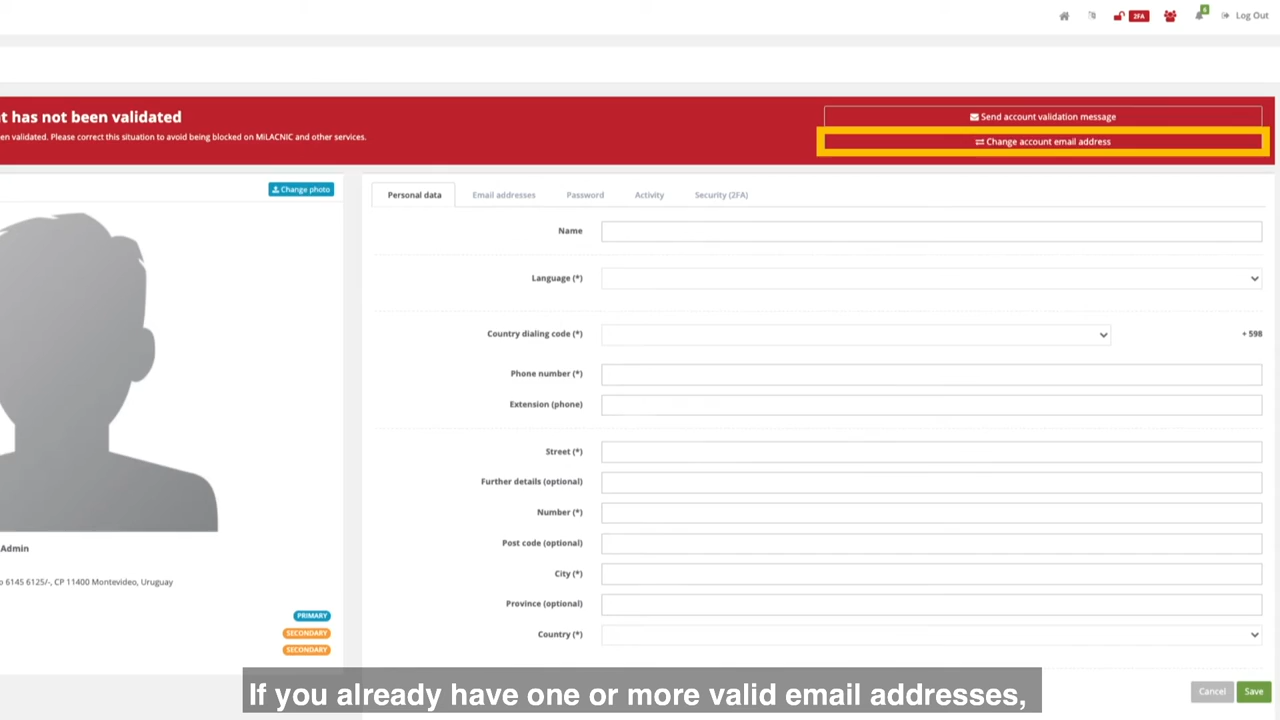 2FA
6
Log Out
t has not been validated
en validated. Please correct this situation to avoid being blocked on MiLACNIC and other services.
Send account validation message
Change account email address
Change photo
Personal data
Email addresses
Password
Activity
Security (2FA)
Name
Language (*)
Country dialing code (*)
+ 598
Phone number (*)
Extension (phone)
Street (*)
Further details (optional)
Number (*)
Post code (optional)
City (*)
Province (optional)
Country (*)
Admin
o 6145 6125/-, CP 11400 Montevideo, Uruguay
PRIMARY
SECONDARY
SECONDARY
Cancel
Save
If you already have one or more valid email addresses,